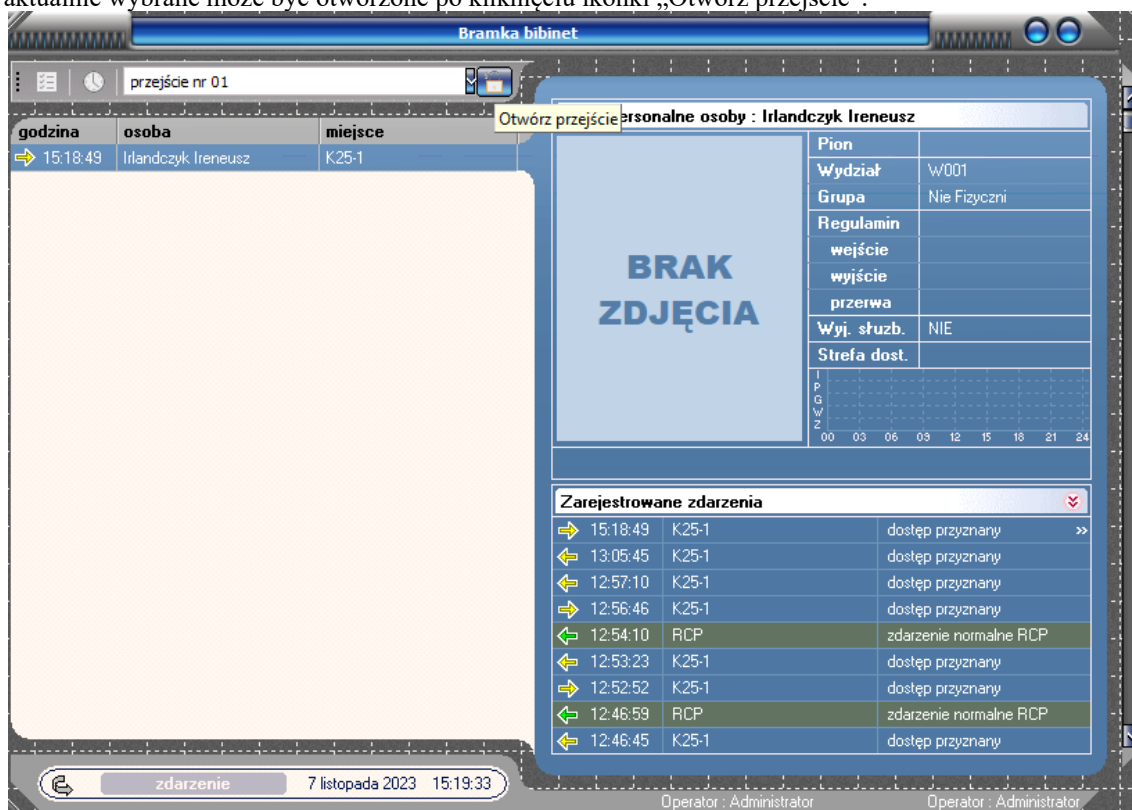 aktualnie wybrane może być otworzone po kliknięciu ikonki „Otwórz przejście”.
Bramka bibinet
przejście nr 01
Otwórz przejście
godzina osoba miejsce
15:18:49 Irlandczyk Ireneusz K25-1
personalne osoby : Irlandczyk Ireneusz
BRAK
ZDJĘCIA
Pion
Wydział W001
Grupa Nie Fizyczni
Regulamin
wejście
wyjście
przerwa
Wyj. służb. NIE
Strefa dost.
I
P
G
W
Z
00 03 06 09 12 15 18 21 24
Zarejestrowane zdarzenia
15:18:49 K25-1 dostęp przyznany »
13:05:45 K25-1 dostęp przyznany
12:57:10 K25-1 dostęp przyznany
12:56:46 K25-1 dostęp przyznany
12:54:10 RCP zdarzenie normalne RCP
12:53:23 K25-1 dostęp przyznany
12:52:52 K25-1 dostęp przyznany
12:46:59 RCP zdarzenie normalne RCP
12:46:45 K25-1 dostęp przyznany
zdarzenie 7 listopada 2023 15:19:33
Operator : Administrator Operator : Administrator